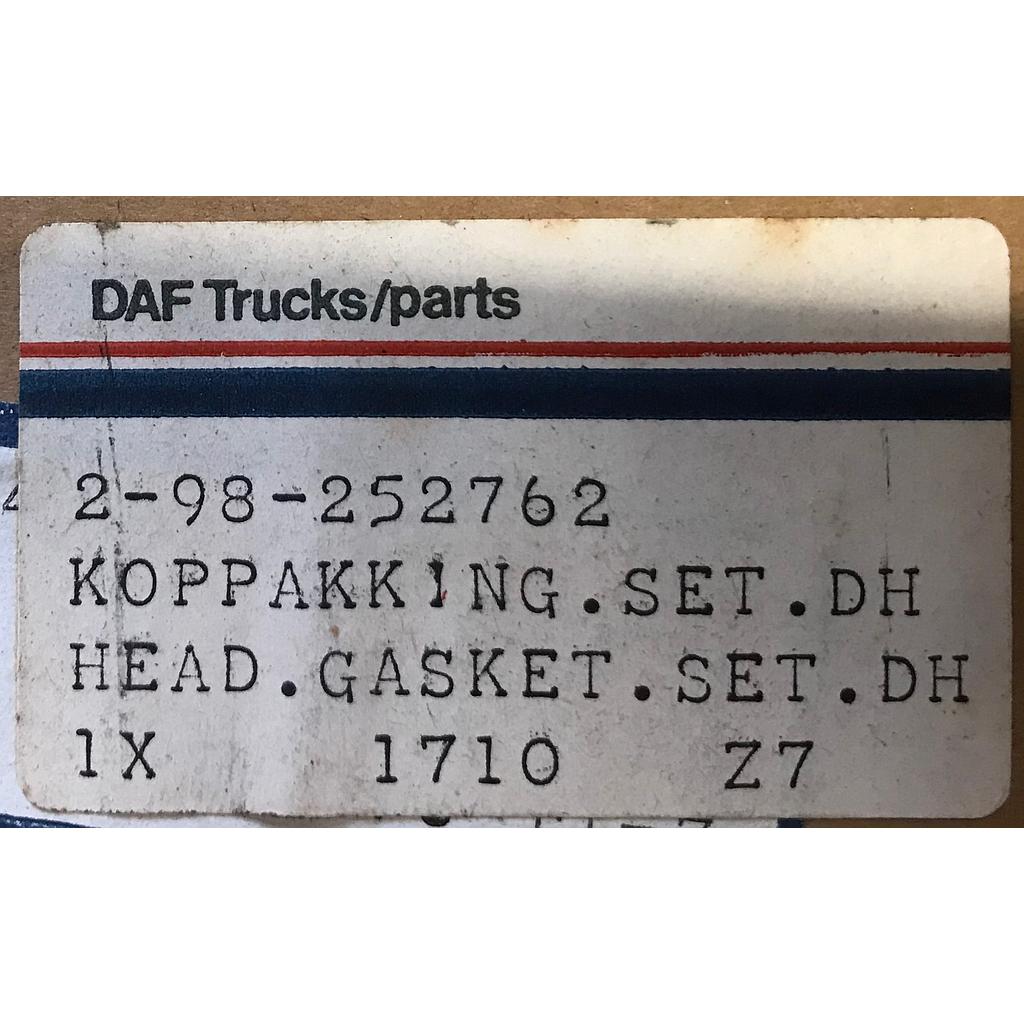 DAF Trucks/parts
2-98-252762
KOPPAKKING.SET.DH
HEAD.GASKET.SET.DH
1X 1710 Z7